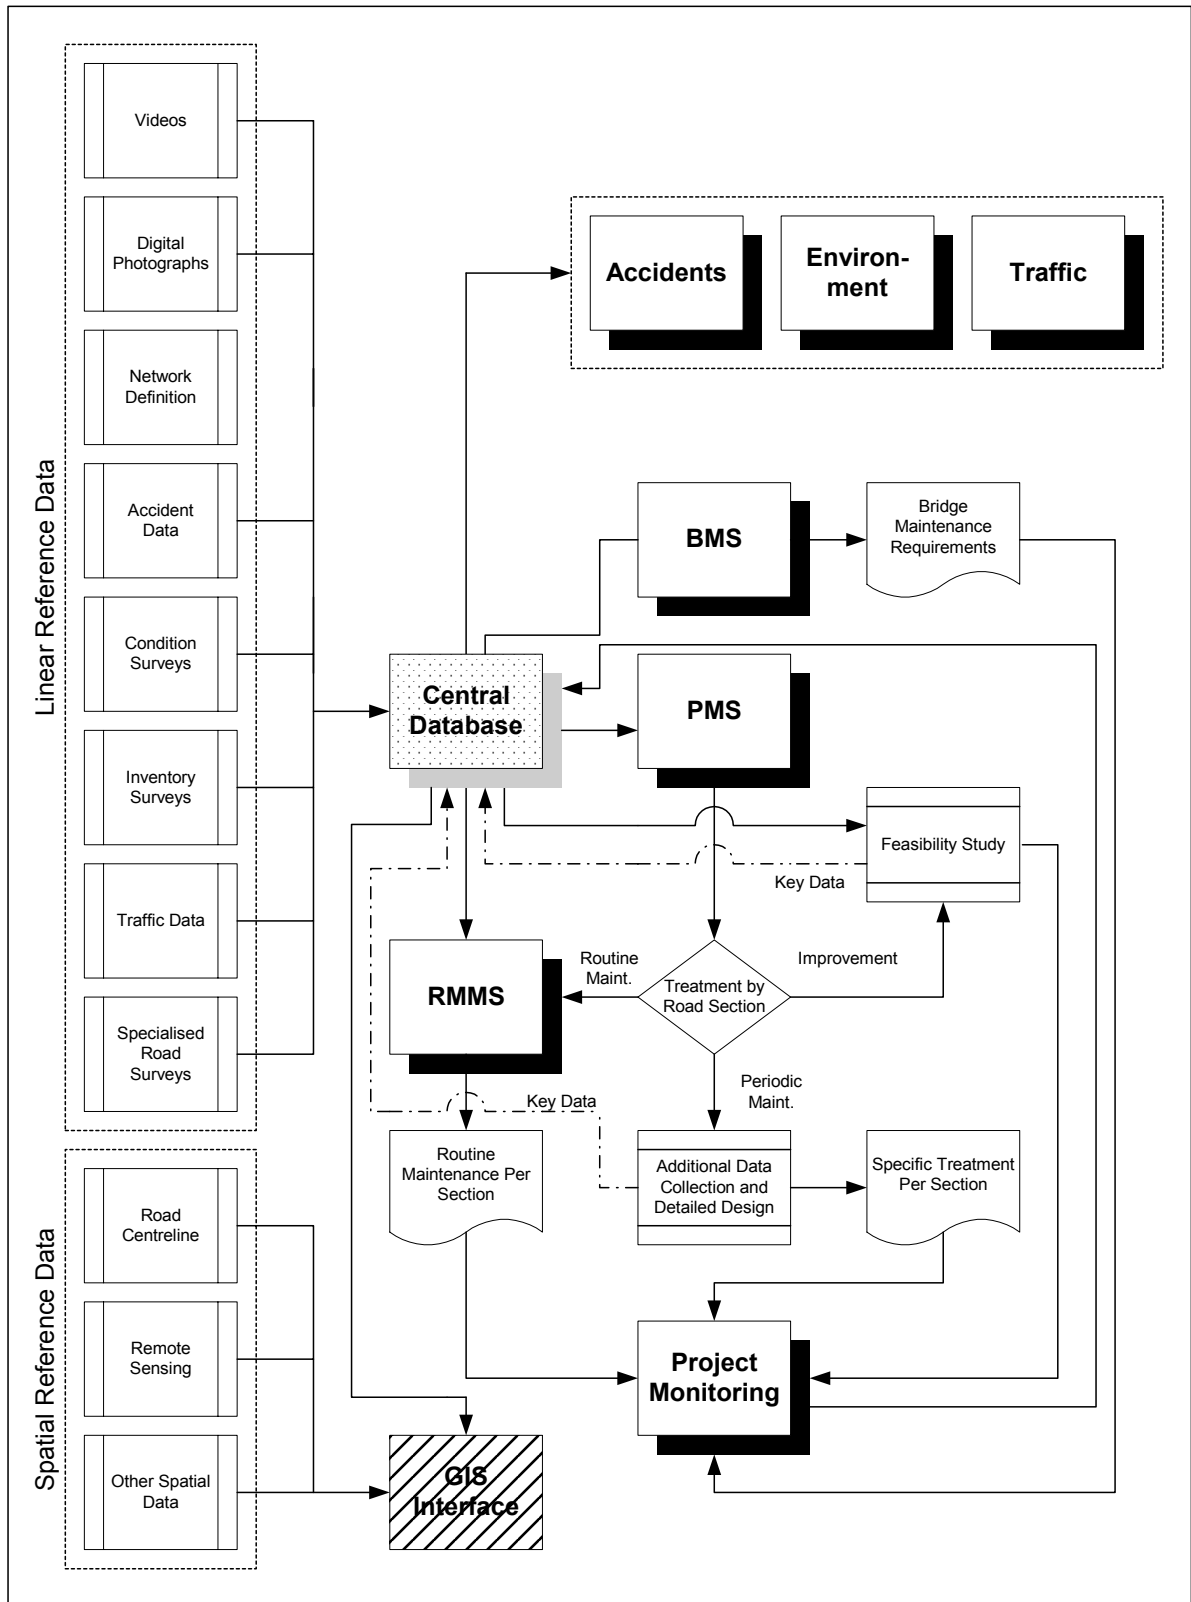 Linear Reference Data
Videos
Digital
Photographs
Network
Definition
Accident
Data
Condition
Surveys
Inventory
Surveys
Traffic Data
Specialised
Road
Surveys
Spatial Reference Data
Road
Centreline
Remote
Sensing
Other Spatial
Data
Accidents
Environ-
ment
Traffic
BMS
Bridge
Maintenance
Requirements
Central
Database
PMS
Feasibility Study
Key Data
Routine
Maint.
Improvement
Treatment by
Road Section
RMMS
Periodic
Maint.
Key Data
Routine
Maintenance Per
Section
Additional Data
Collection and
Detailed Design
Specific Treatment
Per Section
Project
Monitoring
GIS
Interface